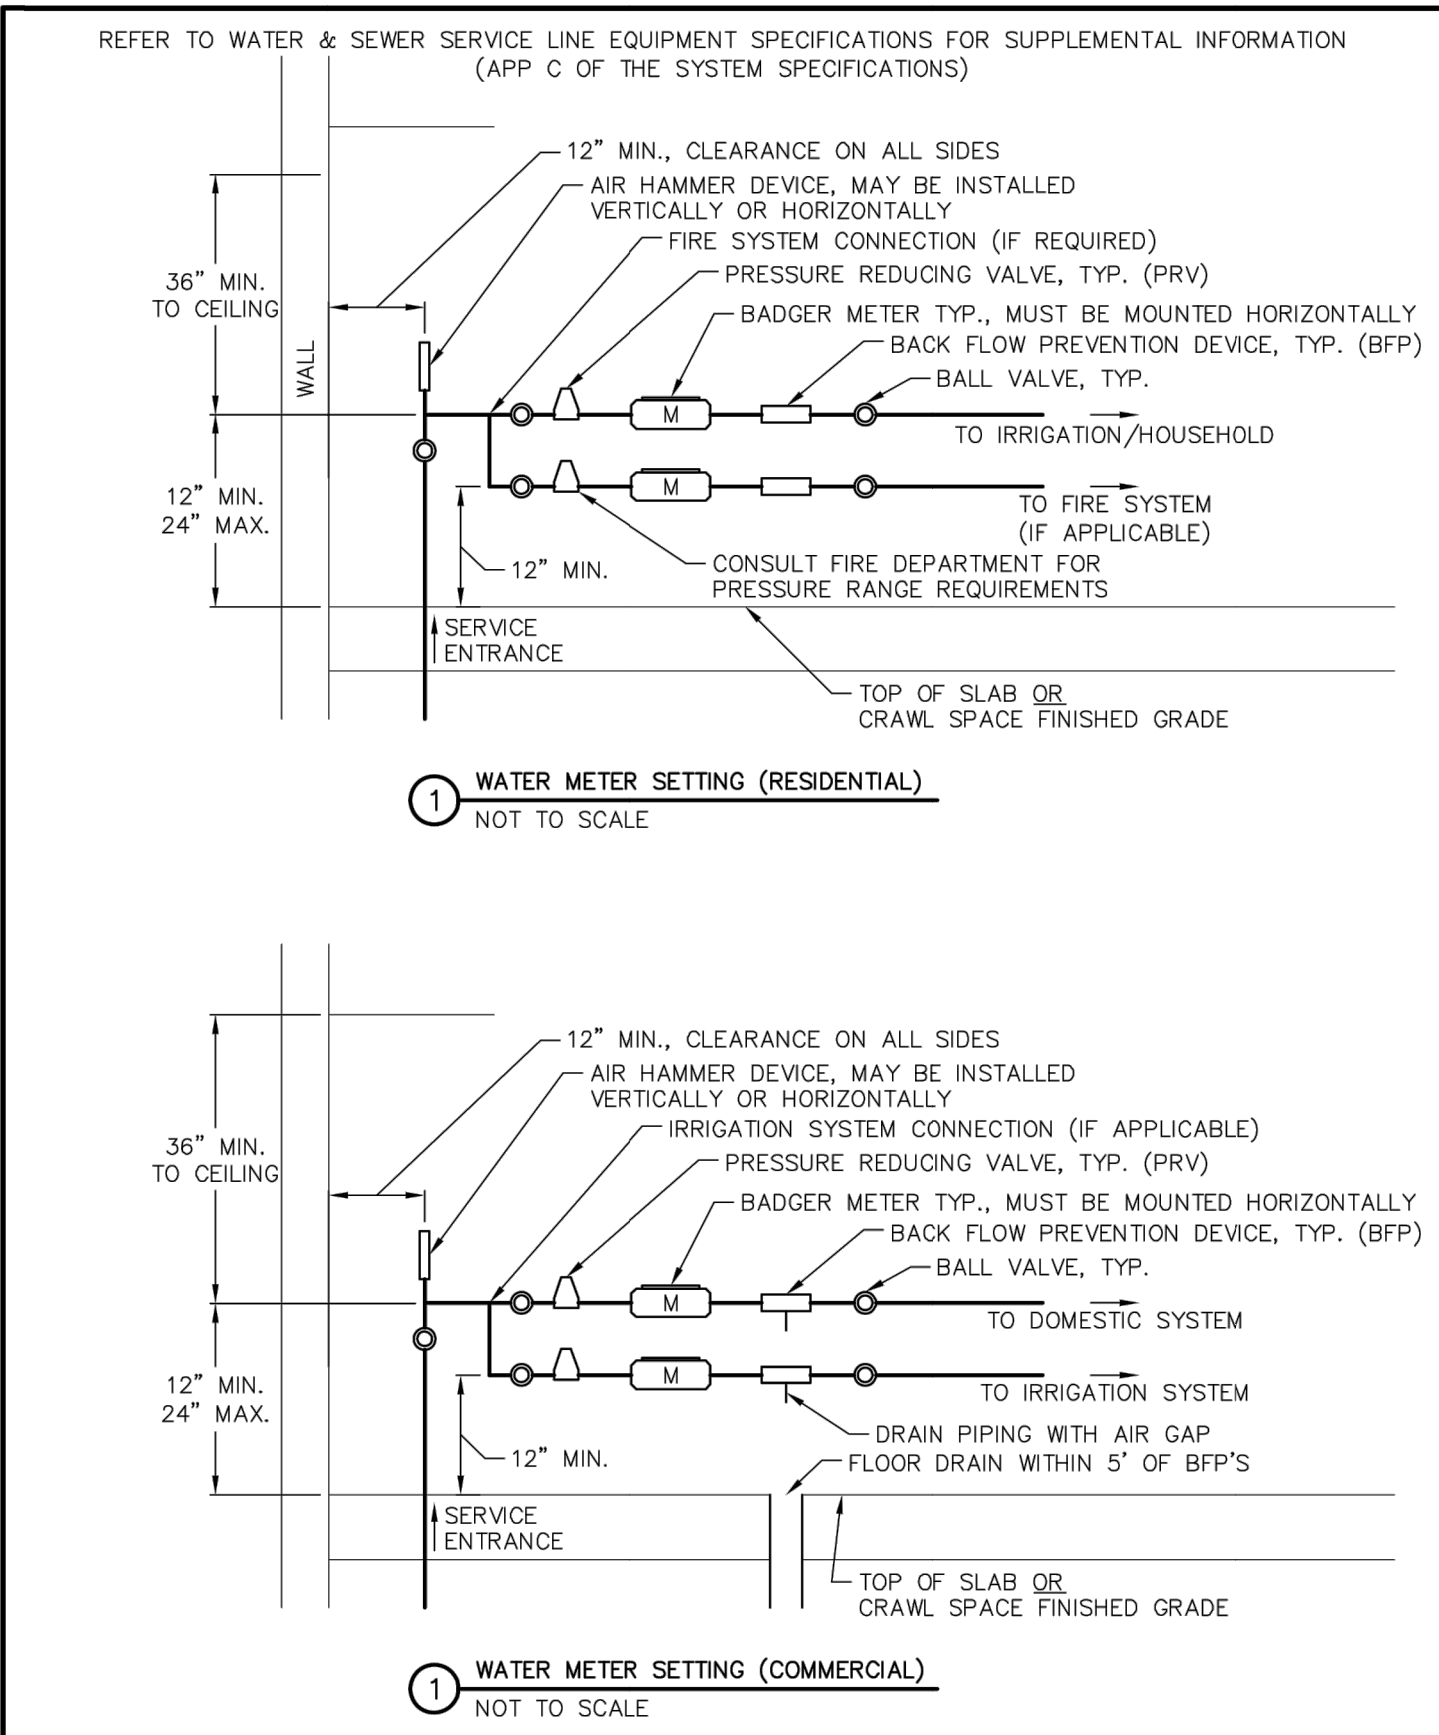 REFER TO WATER & SEWER SERVICE LINE EQUIPMENT SPECIFICATIONS FOR SUPPLEMENTAL INFORMATION
(APP C OF THE SYSTEM SPECIFICATIONS)
12" MIN., CLEARANCE ON ALL SIDES
AIR HAMMER DEVICE, MAY BE INSTALLED
VERTICALLY OR HORIZONTALLY
FIRE SYSTEM CONNECTION (IF REQUIRED)
PRESSURE REDUCING VALVE, TYP. (PRV)
36" MIN.
TO CEILING
BADGER METER TYP., MUST BE MOUNTED HORIZONTALLY
BACK FLOW PREVENTION DEVICE, TYP. (BFP)
WALL
BALL VALVE, TYP.
M
TO IRRIGATION/HOUSEHOLD
M
12" MIN.
24" MAX.
TO FIRE SYSTEM
(IF APPLICABLE)
12" MIN.
CONSULT FIRE DEPARTMENT FOR
PRESSURE RANGE REQUIREMENTS
SERVICE
ENTRANCE
TOP OF SLAB OR
CRAWL SPACE FINISHED GRADE
1
WATER METER SETTING (RESIDENTIAL)
NOT TO SCALE
12" MIN., CLEARANCE ON ALL SIDES
AIR HAMMER DEVICE, MAY BE INSTALLED
VERTICALLY OR HORIZONTALLY
IRRIGATION SYSTEM CONNECTION (IF APPLICABLE)
36" MIN.
TO CEILING
PRESSURE REDUCING VALVE, TYP. (PRV)
BADGER METER TYP., MUST BE MOUNTED HORIZONTALLY
BACK FLOW PREVENTION DEVICE, TYP. (BFP)
BALL VALVE, TYP.
M
TO DOMESTIC SYSTEM
M
12" MIN.
24" MAX.
TO IRRIGATION SYSTEM
DRAIN PIPING WITH AIR GAP
12" MIN.
FLOOR DRAIN WITHIN 5' OF BFP'S
SERVICE
ENTRANCE
TOP OF SLAB OR
CRAWL SPACE FINISHED GRADE
1
WATER METER SETTING (COMMERCIAL)
NOT TO SCALE